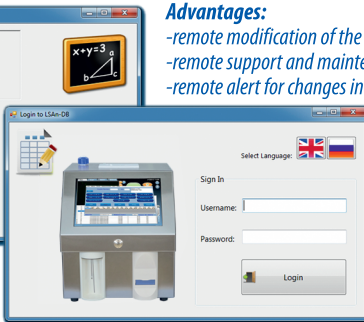 Advantages:
-remote modification of the
-remote support and
-remote alert for changes in
x+y=3
a
b
c
Login to LSAn-DB
Select Language:
Sign In
Username:
Password:
Login